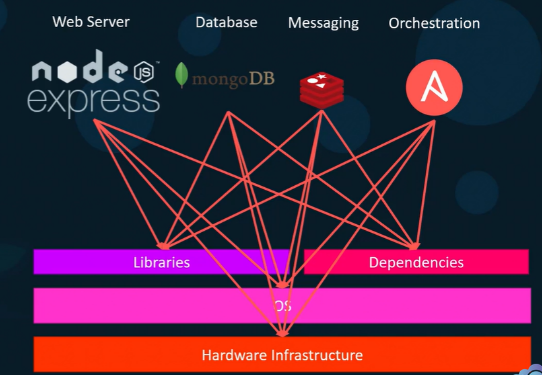 Web Server
Database
Messaging
Orchestration
node JS
express
mongoDB
A
Libraries
Dependencies
OS
Hardware Infrastructure